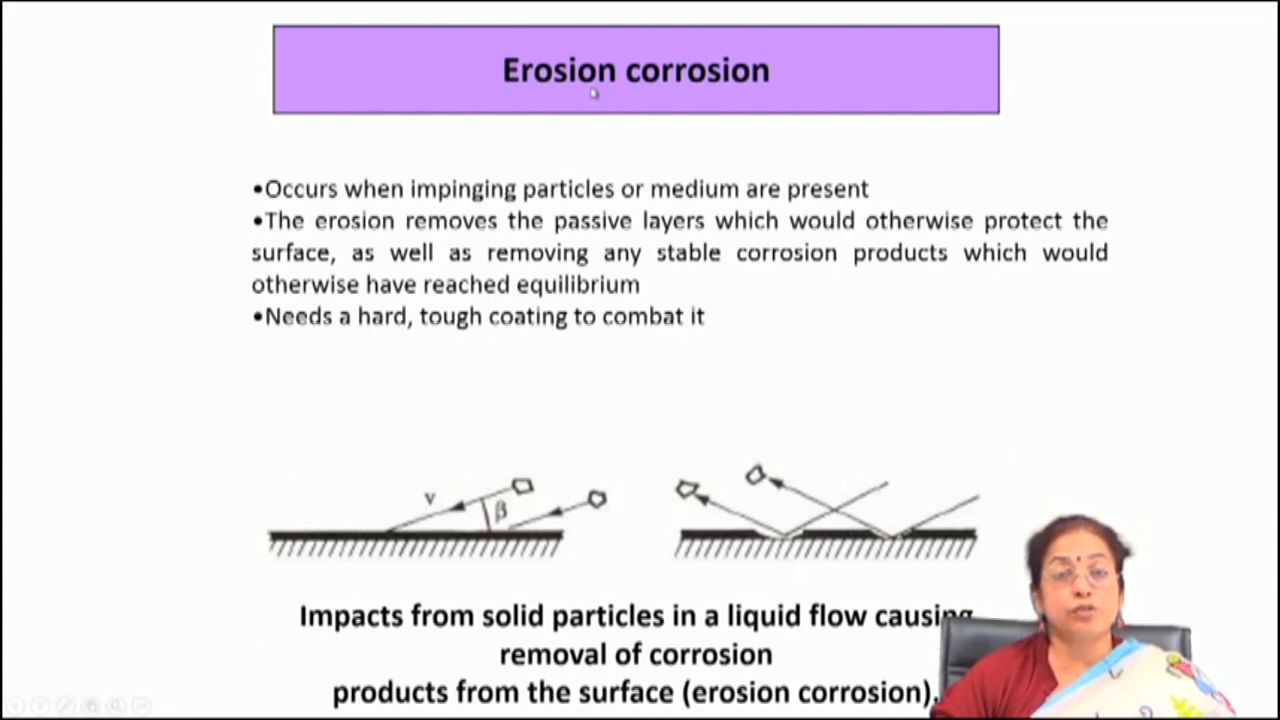 Erosion corrosion
•Occurs when impinging particles or medium are present
•The erosion removes the passive layers which would otherwise protect the
surface, as well as removing any stable corrosion products which would
otherwise have reached equilibrium
•Needs a hard, tough coating to combat it
v
β
Impacts from solid particles in a liquid flow causing
removal of corrosion
products from the surface (erosion corrosion).